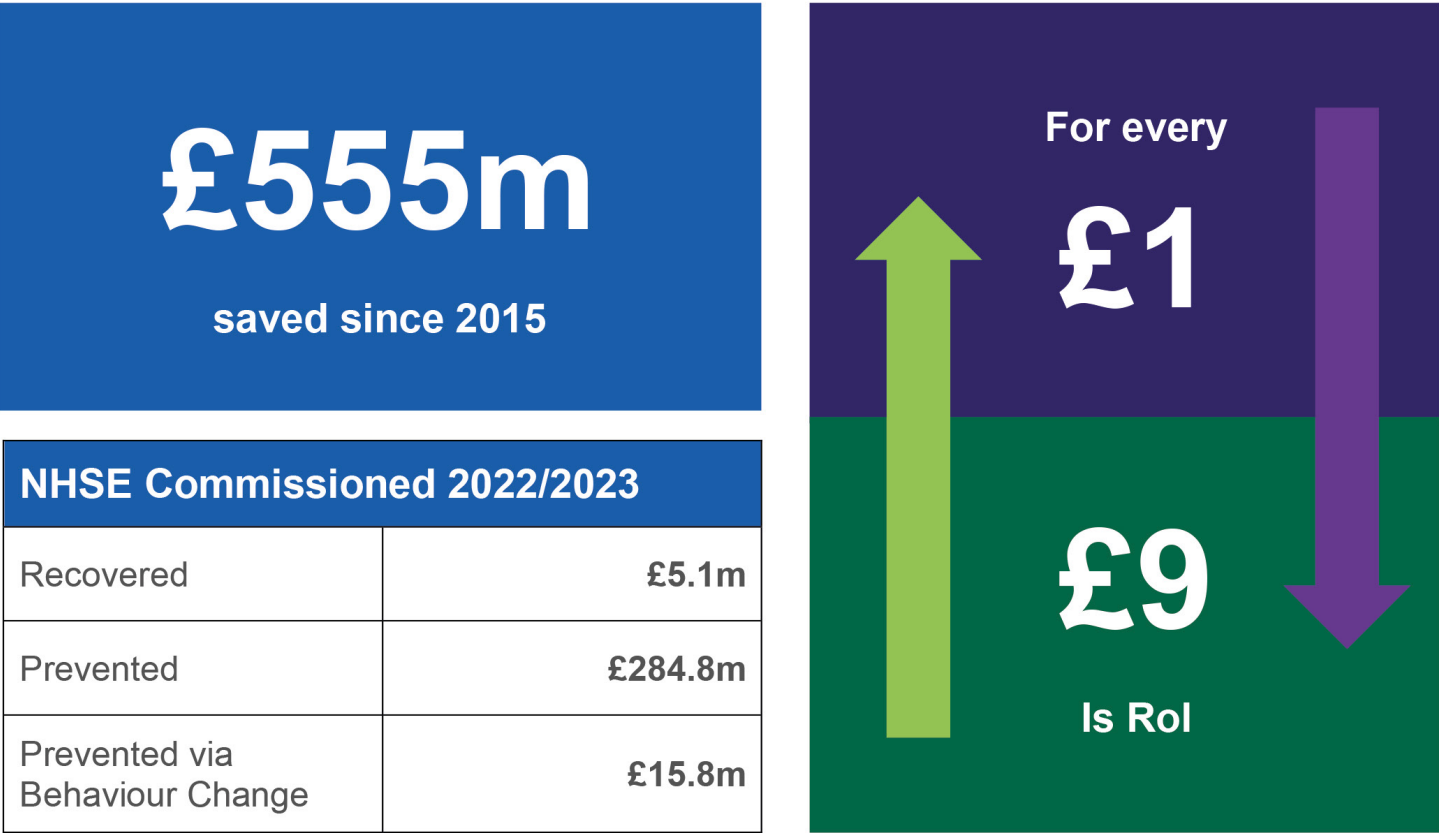 £555m
saved since 2015
NHSE Commissioned 2022/2023
Recovered £5.1m
Prevented £284.8m
Prevented via
Behaviour Change £15.8m
For every
£1
£9
Is RoI